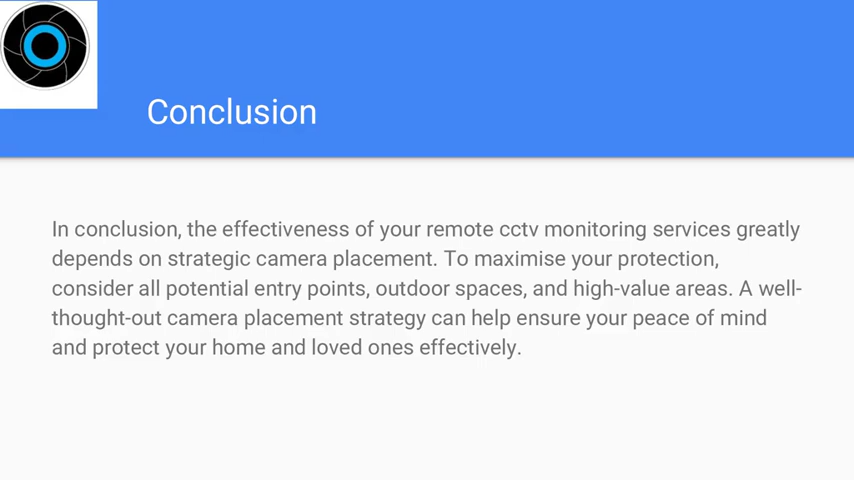 Conclusion
In conclusion, the effectiveness of your remote cctv monitoring services greatly
depends on strategic camera placement. To maximise your protection,
consider all potential entry points, outdoor spaces, and high-value areas. A well-
thought-out camera placement strategy can help ensure your peace of mind
and protect your home and loved ones effectively.